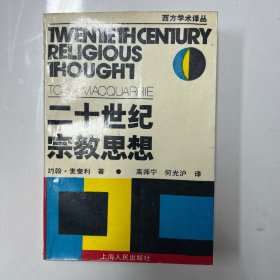 西方学术译丛
TWENTIETH-CENTURY
RELIGIOUS
THOUGHT
MACQUARRIE
二十世纪
宗教思想
约翰·麦奎利 著 ● 高师宁 何光沪 译
上海人民出版社